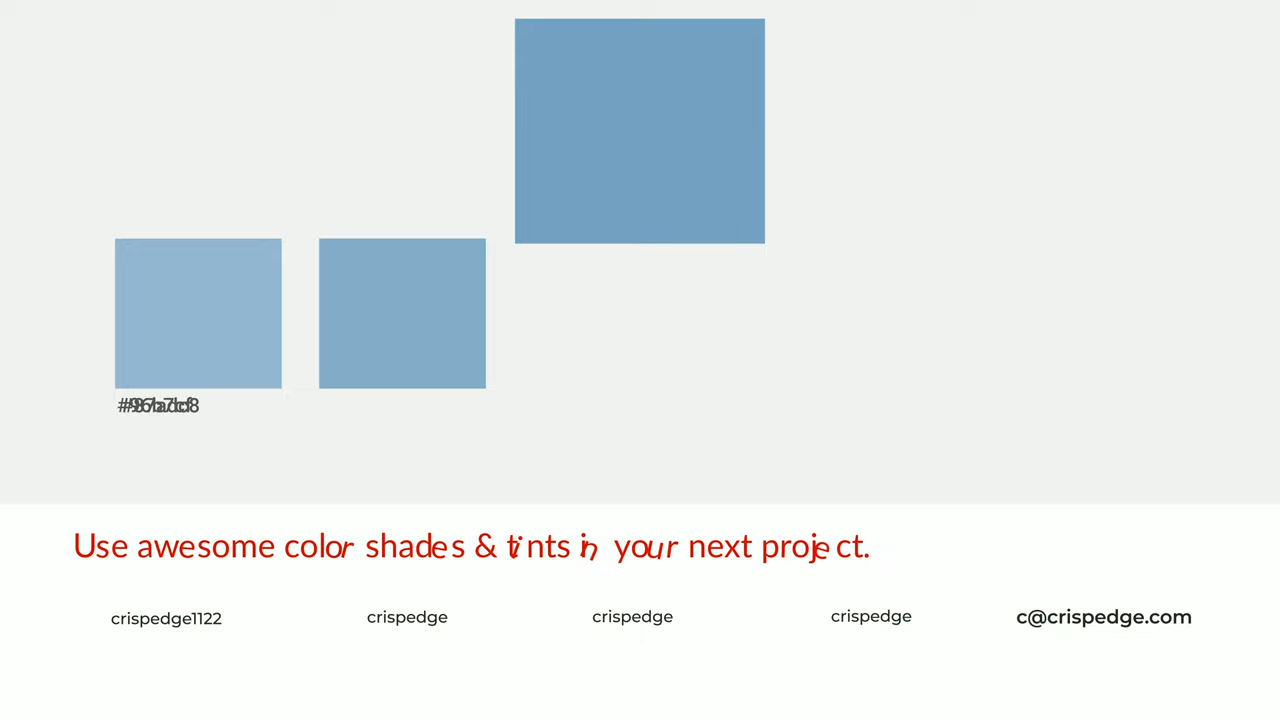 Use awesome color shades & tints in your next project.
crispedge1122 crispedge crispedge crispedge c@crispedge.com